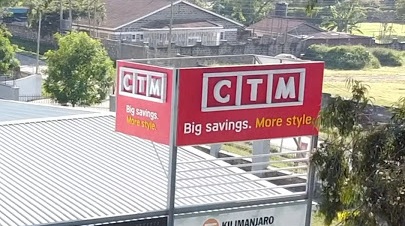 CTM
Big savings.
More style.
CTM
Big savings. More style.
KILIMANJARO